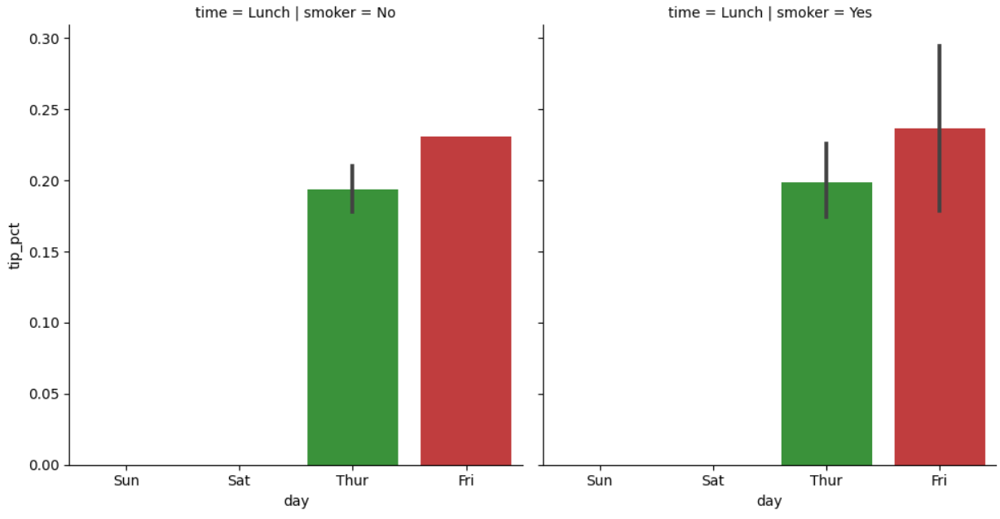 time = Lunch | smoker = No
time = Lunch | smoker = Yes
0.30
0.25
0.20
0.15
0.10
0.05
0.00
tip_pct
Sun Sat Thur Fri
Sun Sat Thur Fri
day
day